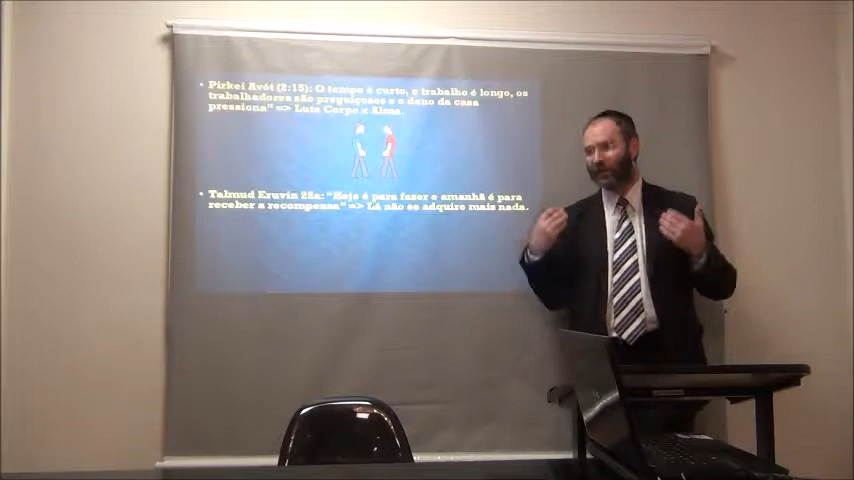 • Pirkei Avót (2:15): O tempo é curto, o trabalho é longo, os
trabalhadores são preguiçosos e o dono da casa
pressiona" => Luta Corpo x Alma.
• Talmud Eruvin 22a: "Hoje é para fazer e amanhã é para
receber a recompensa" => Lá não se adquire mais nada.